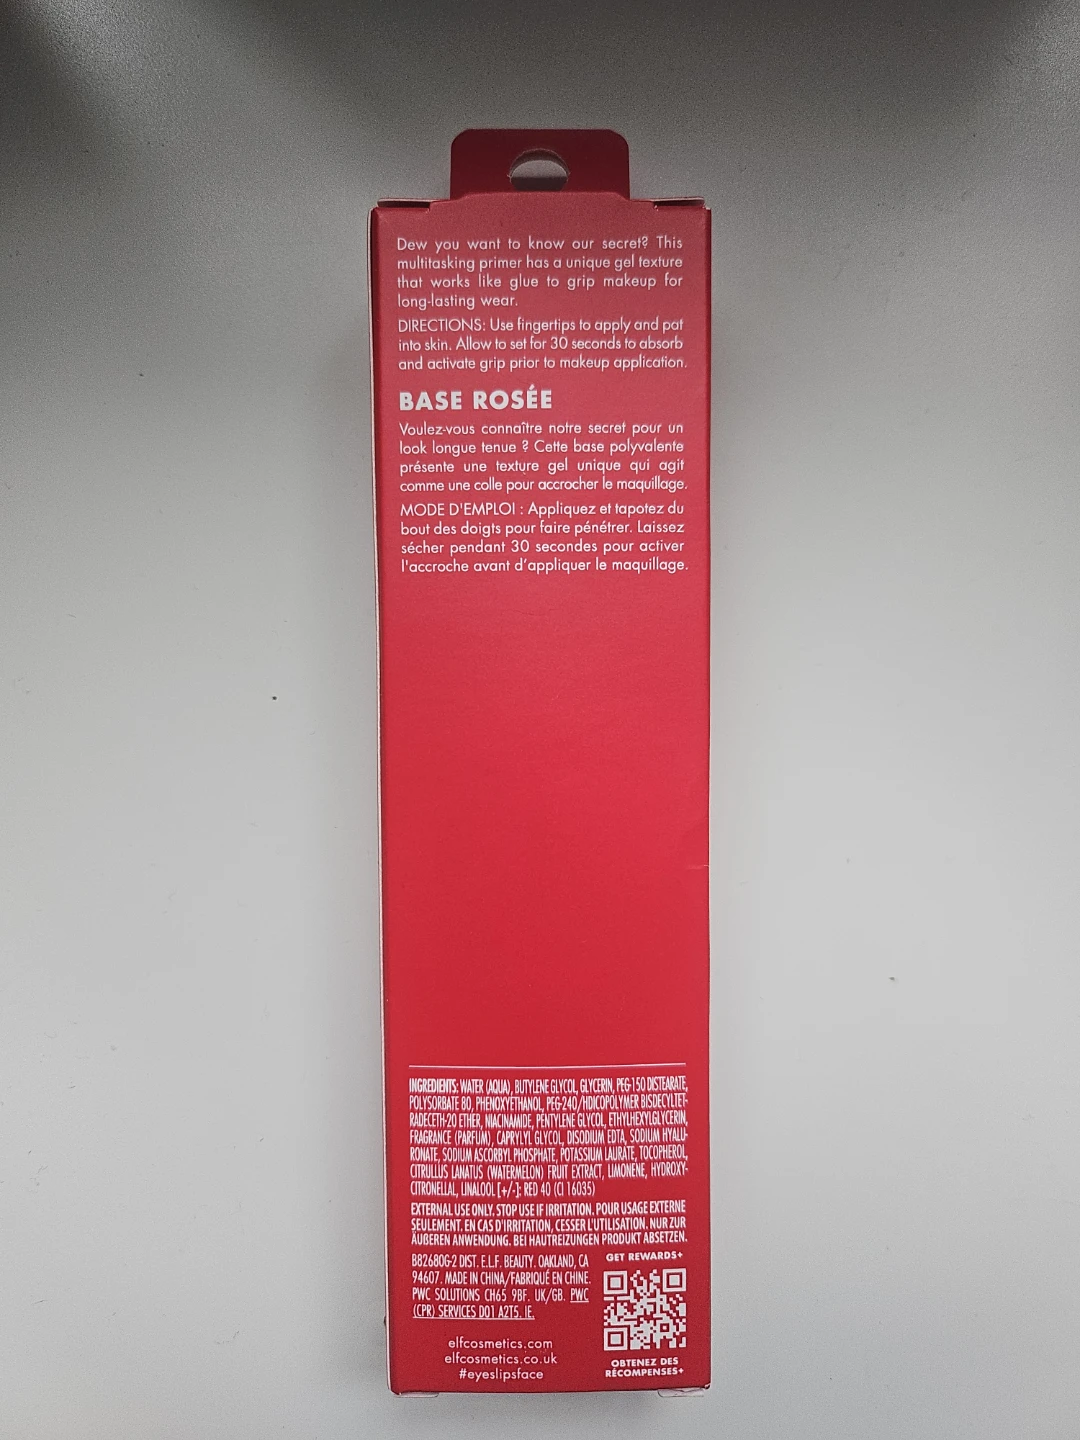 Dew you want to know our secret? This
multitasking primer has a unique gel texture
that works like glue to grip makeup for
long-lasting wear.
DIRECTIONS: Use fingertips to apply and pat
into skin. Allow to set for 30 seconds to absorb
and activate grip prior to makeup application.
BASE ROSÉE
Voulez-vous connaître notre secret pour un
look longue tenue ? Cette base polyvalente
présente une texture gel unique qui agit
comme une colle pour accrocher le maquillage.
MODE D'EMPLOI : Appliquez et tapotez du
bout des doigts pour faire pénétrer. Laissez
sécher pendant 30 secondes pour activer
l'accroche avant d'appliquer le maquillage.
INGREDIENTS: WATER (AQUA), BUTYLENE GLYCOL, GLYCERIN, PEG-150 DISTEARATE,
POLYSORBATE 80, PHENOXYETHANOL, PEG-240/HDICOPOLYMER BISDECYLTET-
RADECETH-20 ETHER, NIACINAMIDE, PENTYLENE GLYCOL, ETHYLHEXYLGLYCERIN,
FRAGRANCE (PARFUM), CAPRYLYL GLYCOL, DISODIUM EDTA, SODIUM HYALU-
RONATE, SODIUM ASCORBYL PHOSPHATE, POTASSIUM LAURATE, TOCOPHEROL,
CITRULLUS LANATUS (WATERMELON) FRUIT EXTRACT, LIMONENE, HYDROXY-
CITRONELLAL, LINALOOL [+/-]: RED 40 (CI 16035)
EXTERNAL USE ONLY. STOP USE IF IRRITATION. POUR USAGE EXTERNE
SEULEMENT. EN CAS D'IRRITATION, CESSER L'UTILISATION. NUR ZUR
ÄUßEREN ANWENDUNG. BEI HAUTREIZUNGEN PRODUKT ABSETZEN.
B82680G-2 DIST. E.L.F. BEAUTY. OAKLAND, CA
94607. MADE IN CHINA/FABRIQUÉ EN CHINE.
PWC SOLUTIONS CH65 9BF. UK/GB. PWC
(CPR) SERVICES D01 A2T5. IE.
GET REWARDS+
OBTENEZ DES
RÉCOMPENSES+
elfcosmetics.com
elfcosmetics.co.uk
#eyeslipsface